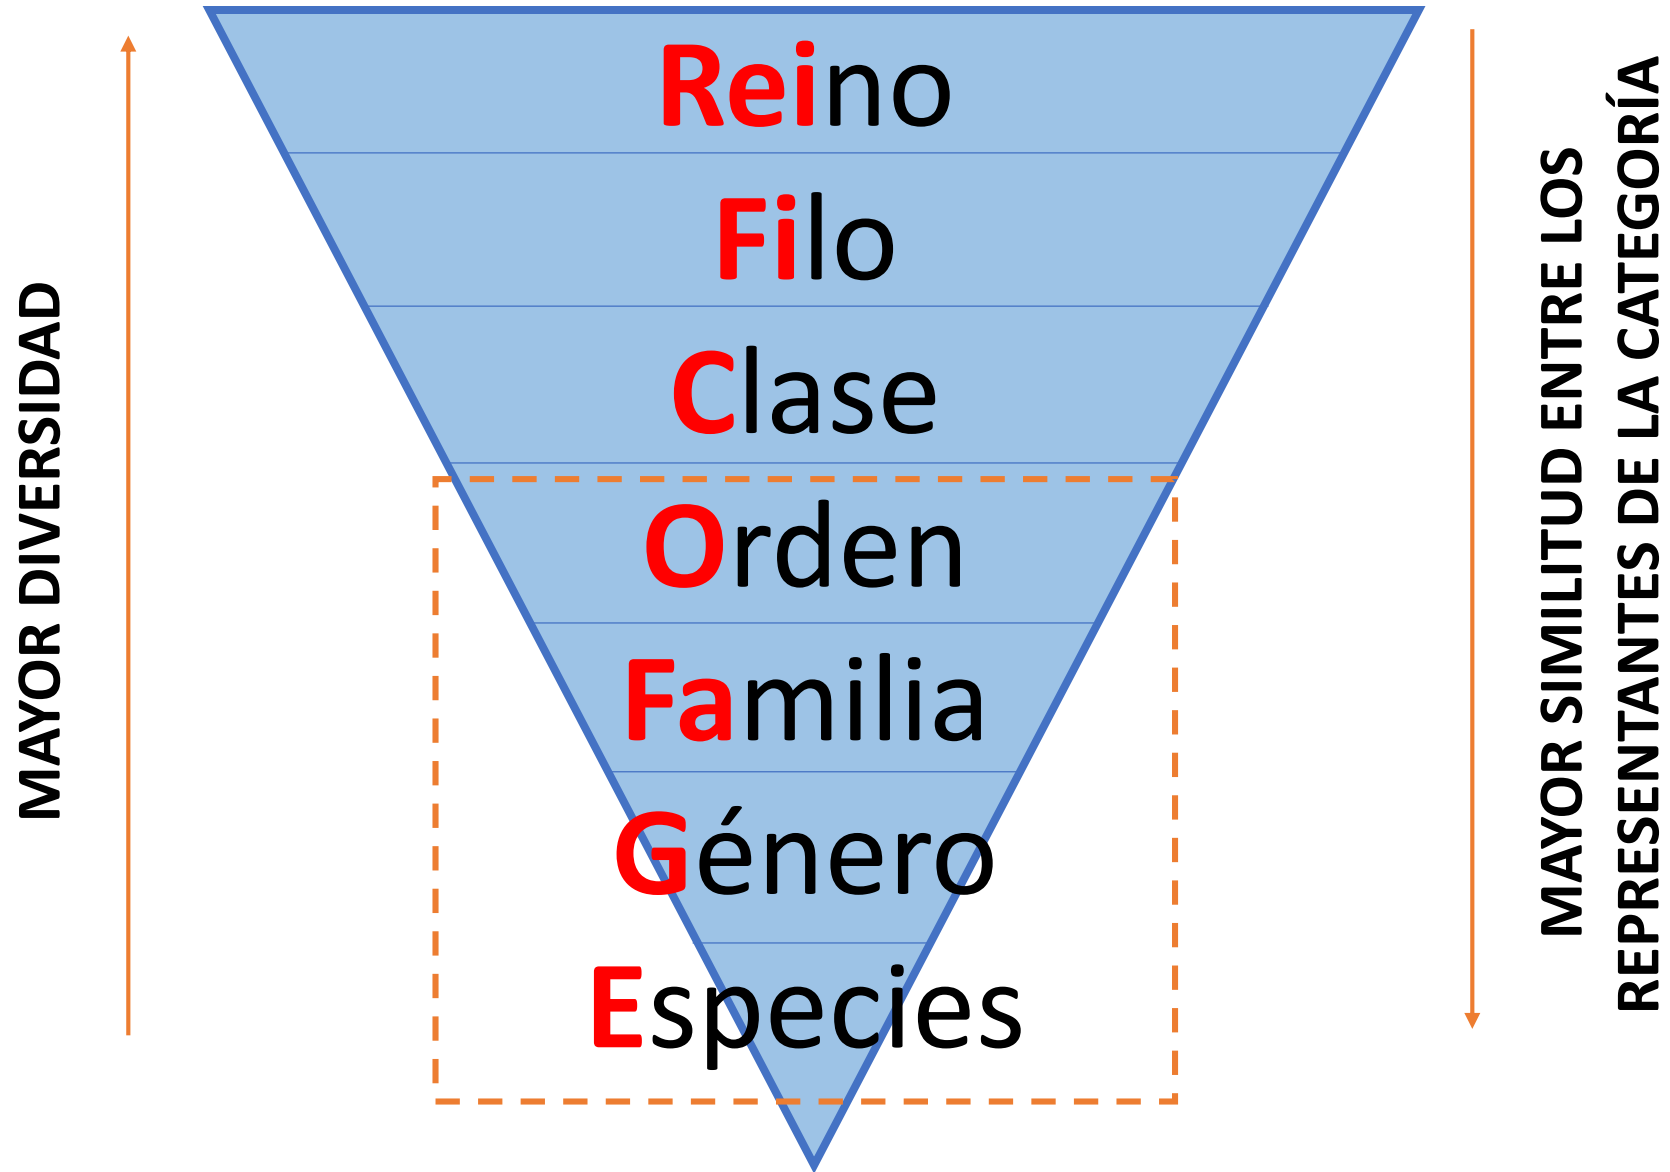 MAYOR DIVERSIDAD
Reino
Filo
Clase
Orden
Familia
Género
Especies
MAYOR SIMILITUD ENTRE LOS
REPRESENTANTES DE LA CATEGORÍA